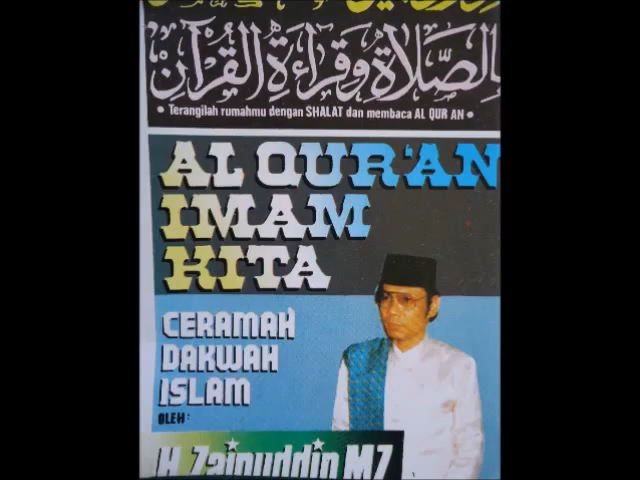 بالصلاة وقراءة القرآن
• Terangilah rumahmu dengan SHALAT dan membaca AL QUR AN •
AL QUR'AN
IMAM
KITA
CERAMAH
DAKWAH
ISLAM
OLEH :
H. Zainuddin MZ